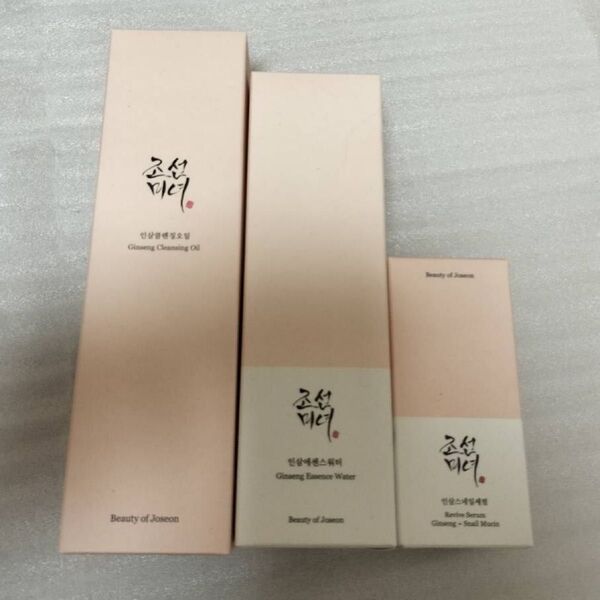 조선
미녀
인삼클렌징오일
Ginseng Cleansing Oil
Beauty of Joseon
조선
미녀
인삼에센스워터
Ginseng Essence Water
Beauty of Joseon
Beauty of Joseon
조선
미녀
인삼스네일세럼
Revive Serum
Ginseng + Snail Mucin